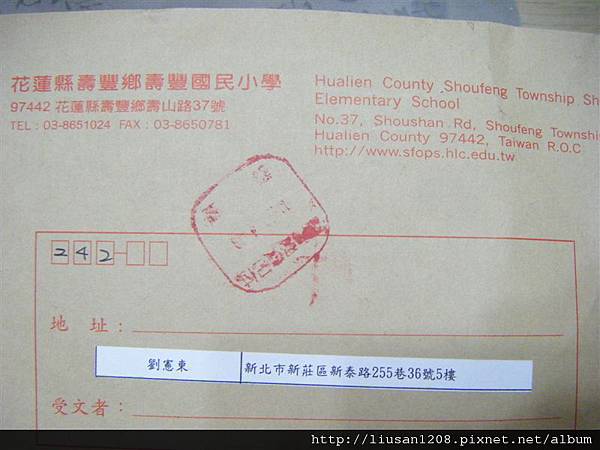 花蓮縣壽豐鄉壽豐國民小學
97442 花蓮縣壽豐鄉壽山路37號
TEL：03-8651024 FAX：03-8650781
Hualien County Shoufeng Township Sh
Elementary School
No.37, Shoushan Rd, Shoufeng Township
Hualien County 97442, Taiwan R.O.C
http://www.sfops.hlc.edu.tw
242-
地 址：
劉憲東 新北市新莊區新泰路255巷36號5樓
受文者：
http://liusan1208.pixnet.net/album